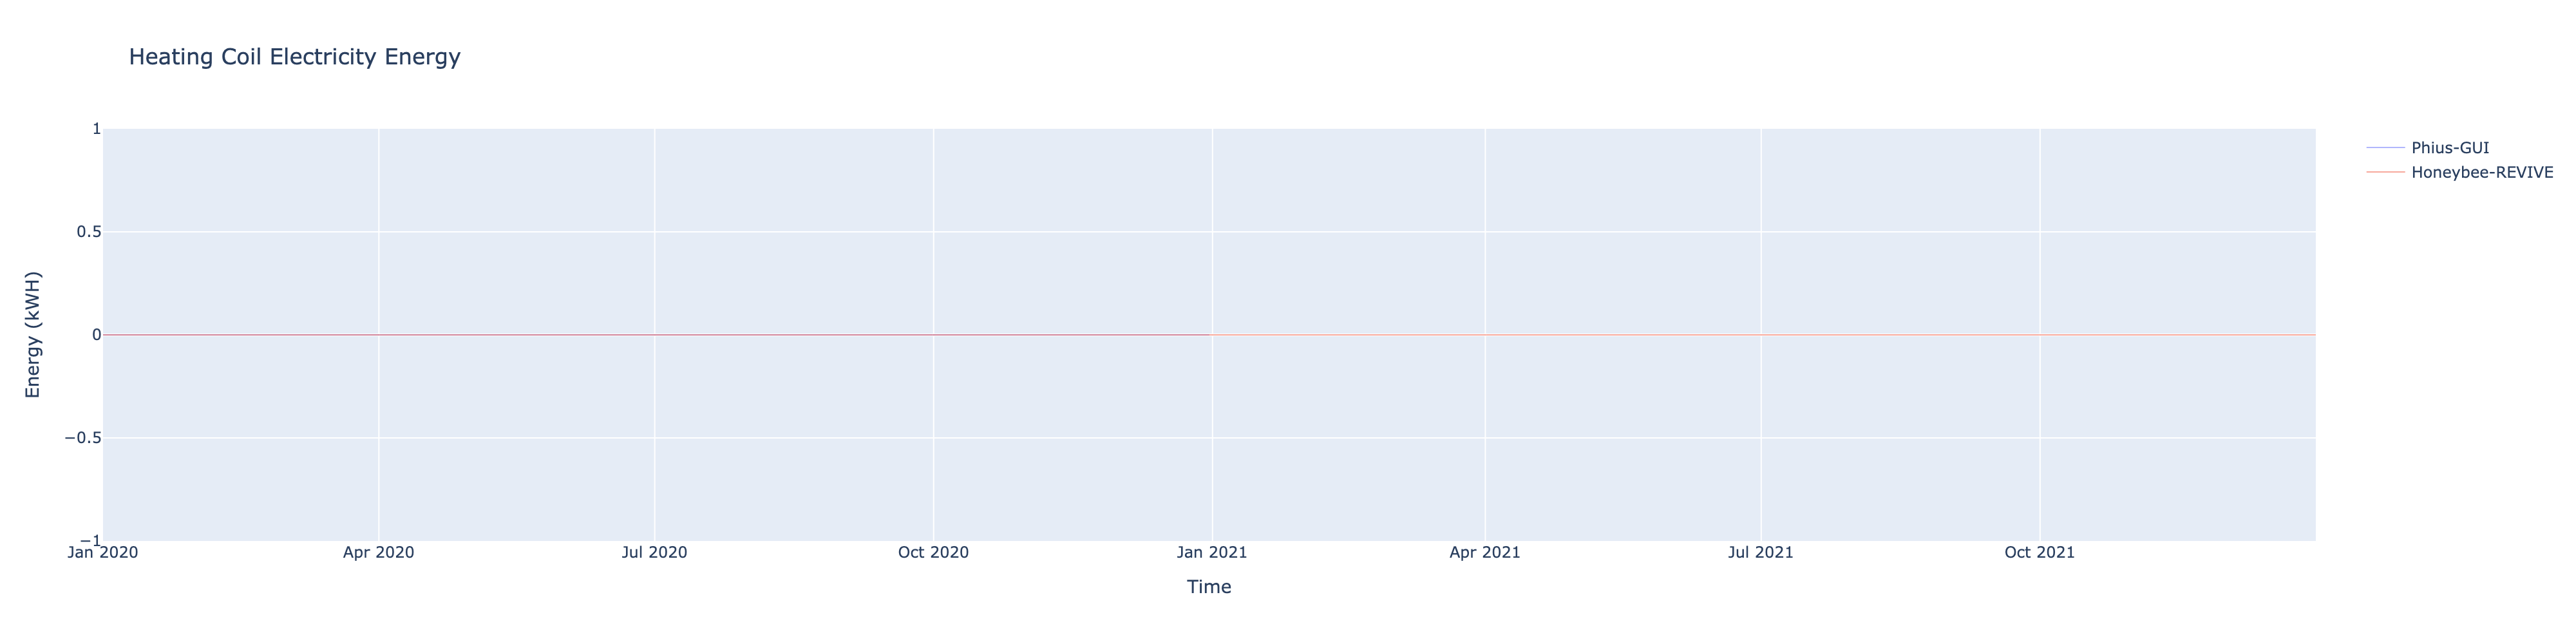 Heating Coil Electricity Energy
1
0.5
0
−0.5
−1
Energy (kWH)
Jan 2020 Apr 2020 Jul 2020 Oct 2020 Jan 2021 Apr 2021 Jul 2021 Oct 2021
Time
Phius-GUI
Honeybee-REVIVE